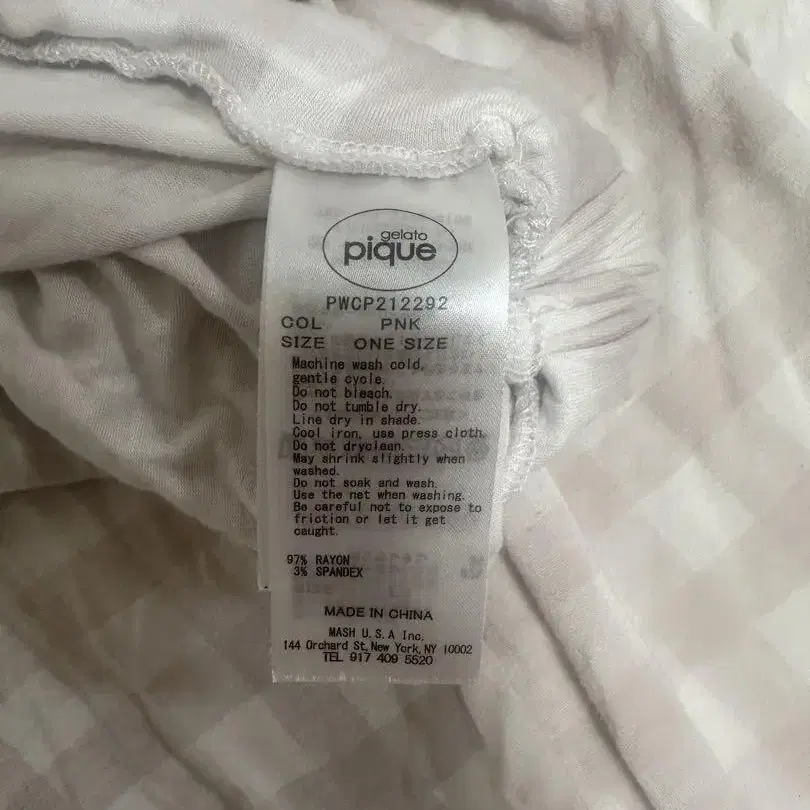 gelato
pique
PWCP212292
COL PNK
SIZE ONE SIZE
Machine wash cold,
gentle cycle.
Do not bleach.
Do not tumble dry.
Line dry in shade.
Cool iron, use press cloth.
Do not dryclean.
May shrink slightly when
washed.
Do not soak and wash.
Use the net when washing.
Be careful not to expose to
friction or let it get
caught.
97% RAYON
3% SPANDEX
MADE IN CHINA
MASH U.S.A Inc.
144 Orchard St,New York,NY 10002
TEL 917 409 5520